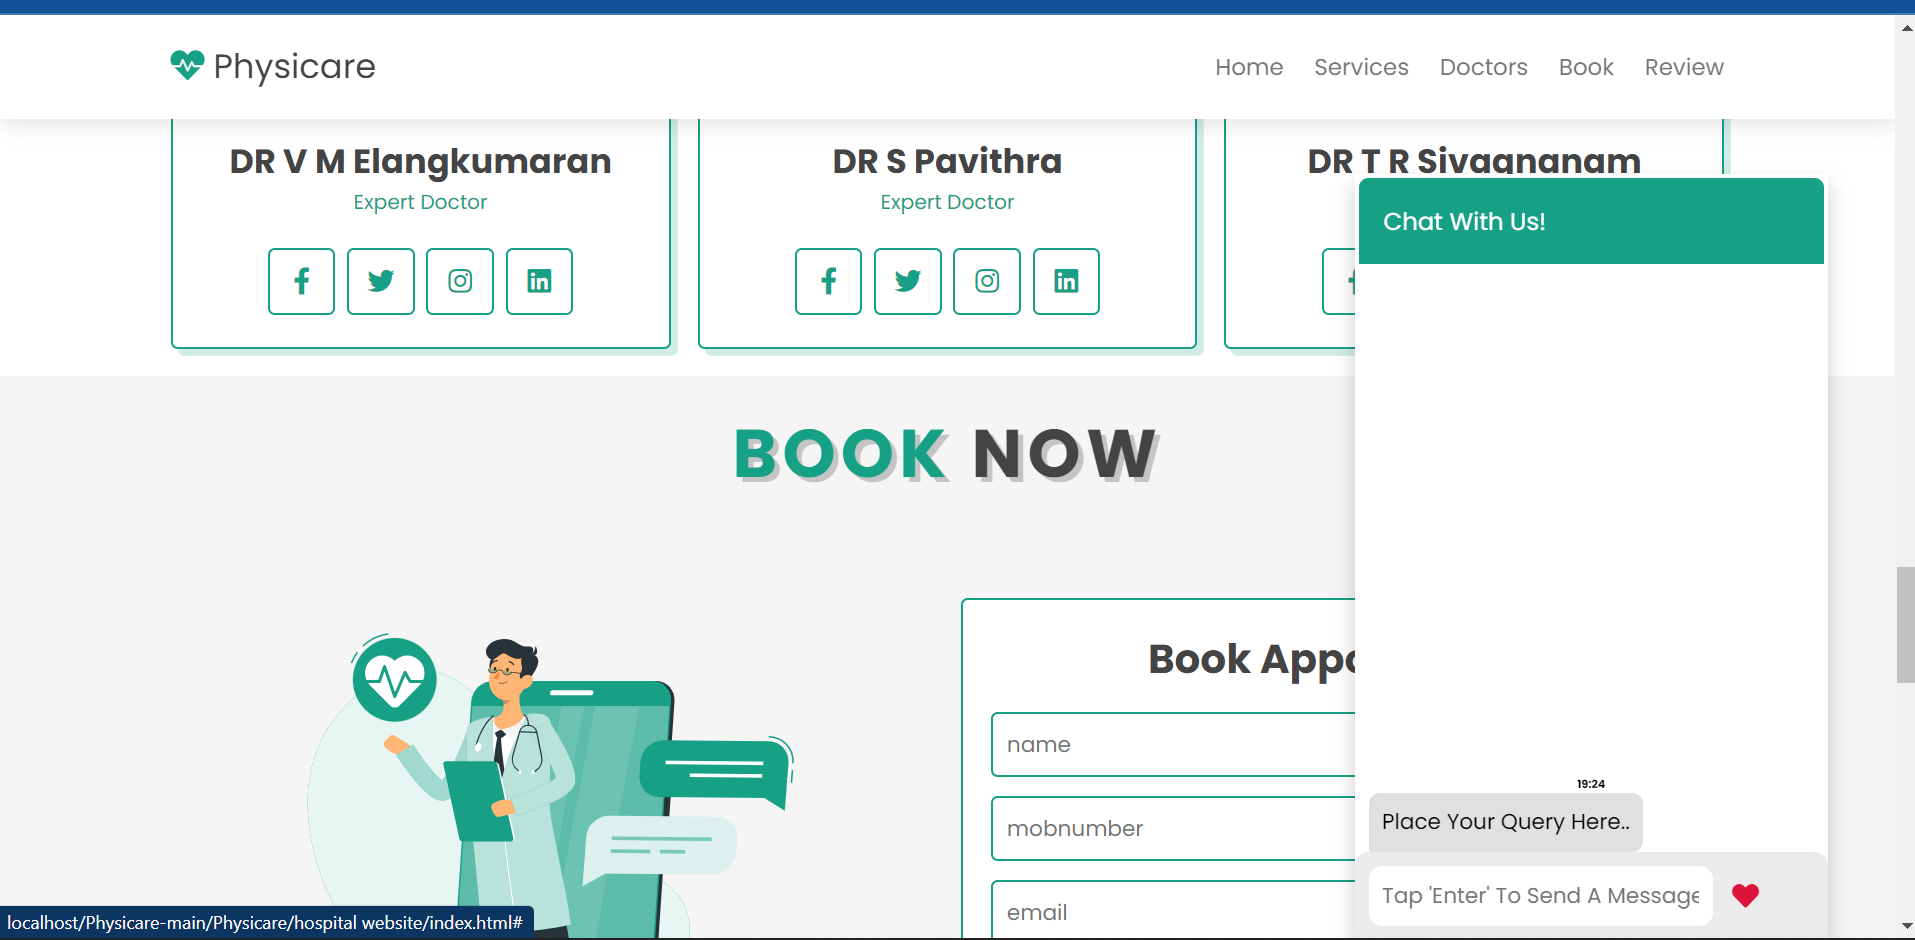 Physicare
Home Services Doctors Book Review
DR V M Elangkumaran
Expert Doctor
DR S Pavithra
Expert Doctor
DR T R Sivagnanam
Chat With Us!
BOOK NOW
Book Appo
name
mobnumber
email
19:24
Place Your Query Here..
Tap 'Enter' To Send A Message
localhost/Physicare-main/Physicare/hospital website/index.html#